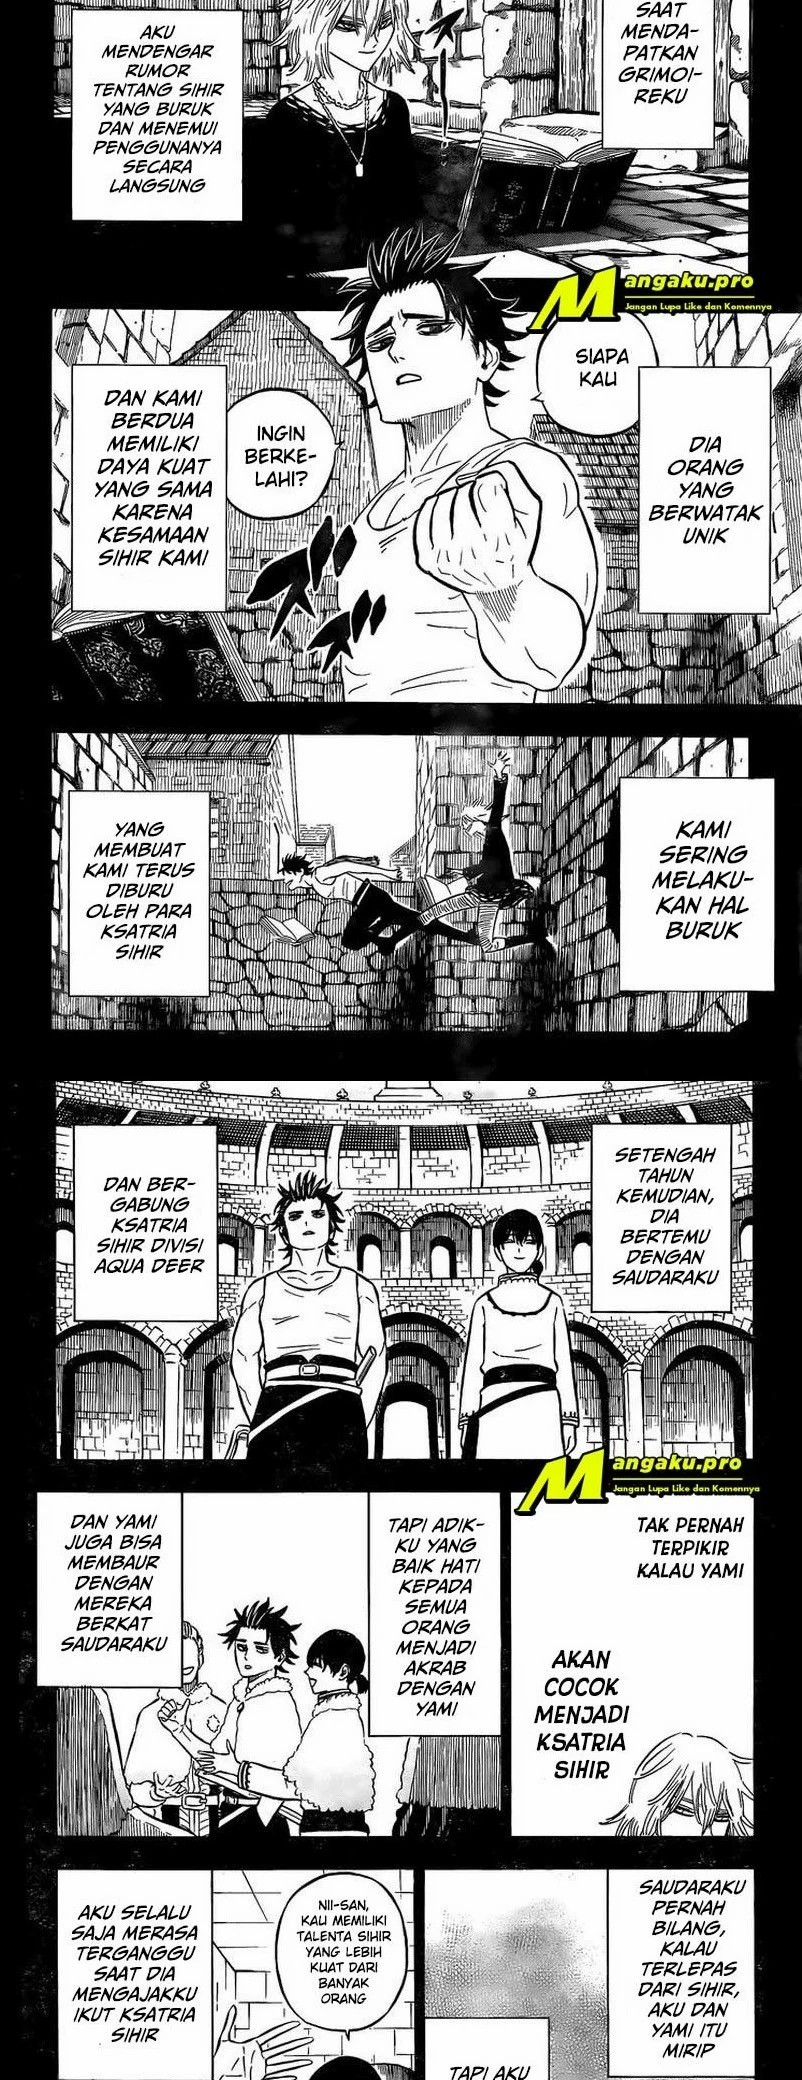 SAAT
MENDA-
PATKAN
GRIMOI-
REKU
AKU
MENDENGAR
RUMOR
TENTANG SIHIR
YANG BURUK
DAN MENEMUI
PENGGUNANYA
SECARA
LANGSUNG
Mangaku.pro
Jangan Lupa Like dan Komennya
SIAPA
KAU
DIA
ORANG
YANG
BERWATAK
UNIK
INGIN
BERKE-
LAHI?
DAN KAMI
BERDUA
MEMILIKI
DAYA KUAT
YANG SAMA
KARENA
KESAMAAN
SIHIR KAMI
KAMI
SERING
MELAKU-
KAN HAL
BURUK
YANG
MEMBUAT
KAMI TERUS
DIBURU
OLEH PARA
KSATRIA
SIHIR
SETENGAH
TAHUN
KEMUDIAN,
DIA
BERTEMU
DENGAN
SAUDARAKU
DAN BER-
GABUNG
KSATRIA
SIHIR DIVISI
AQUA DEER
Mangaku.pro
Jangan Lupa Like dan Komennya
TAK PERNAH
TERPIKIR
KALAU YAMI
AKAN
COCOK
MENJADI
KSATRIA
SIHIR
TAPI ADIK-
KU YANG
BAIK HATI
KEPADA
SEMUA
ORANG
MENJADI
AKRAB
DENGAN
YAMI
DAN YAMI
JUGA BISA
MEMBAUR
DENGAN
MEREKA
BERKAT
SAUDARAKU
SAUDARAKU
PERNAH
BILANG,
KALAU
TERLEPAS
DARI SIHIR,
AKU DAN
YAMI ITU
MIRIP
TAPI AKU
NII-SAN,
KAU MEMILIKI
TALENTA SIHIR
YANG LEBIH
KUAT DARI
BANYAK
ORANG
AKU SELALU
SAJA MERASA
TERGANGGU
SAAT DIA
MENGAJAKKU
IKUT KSATRIA
SIHIR